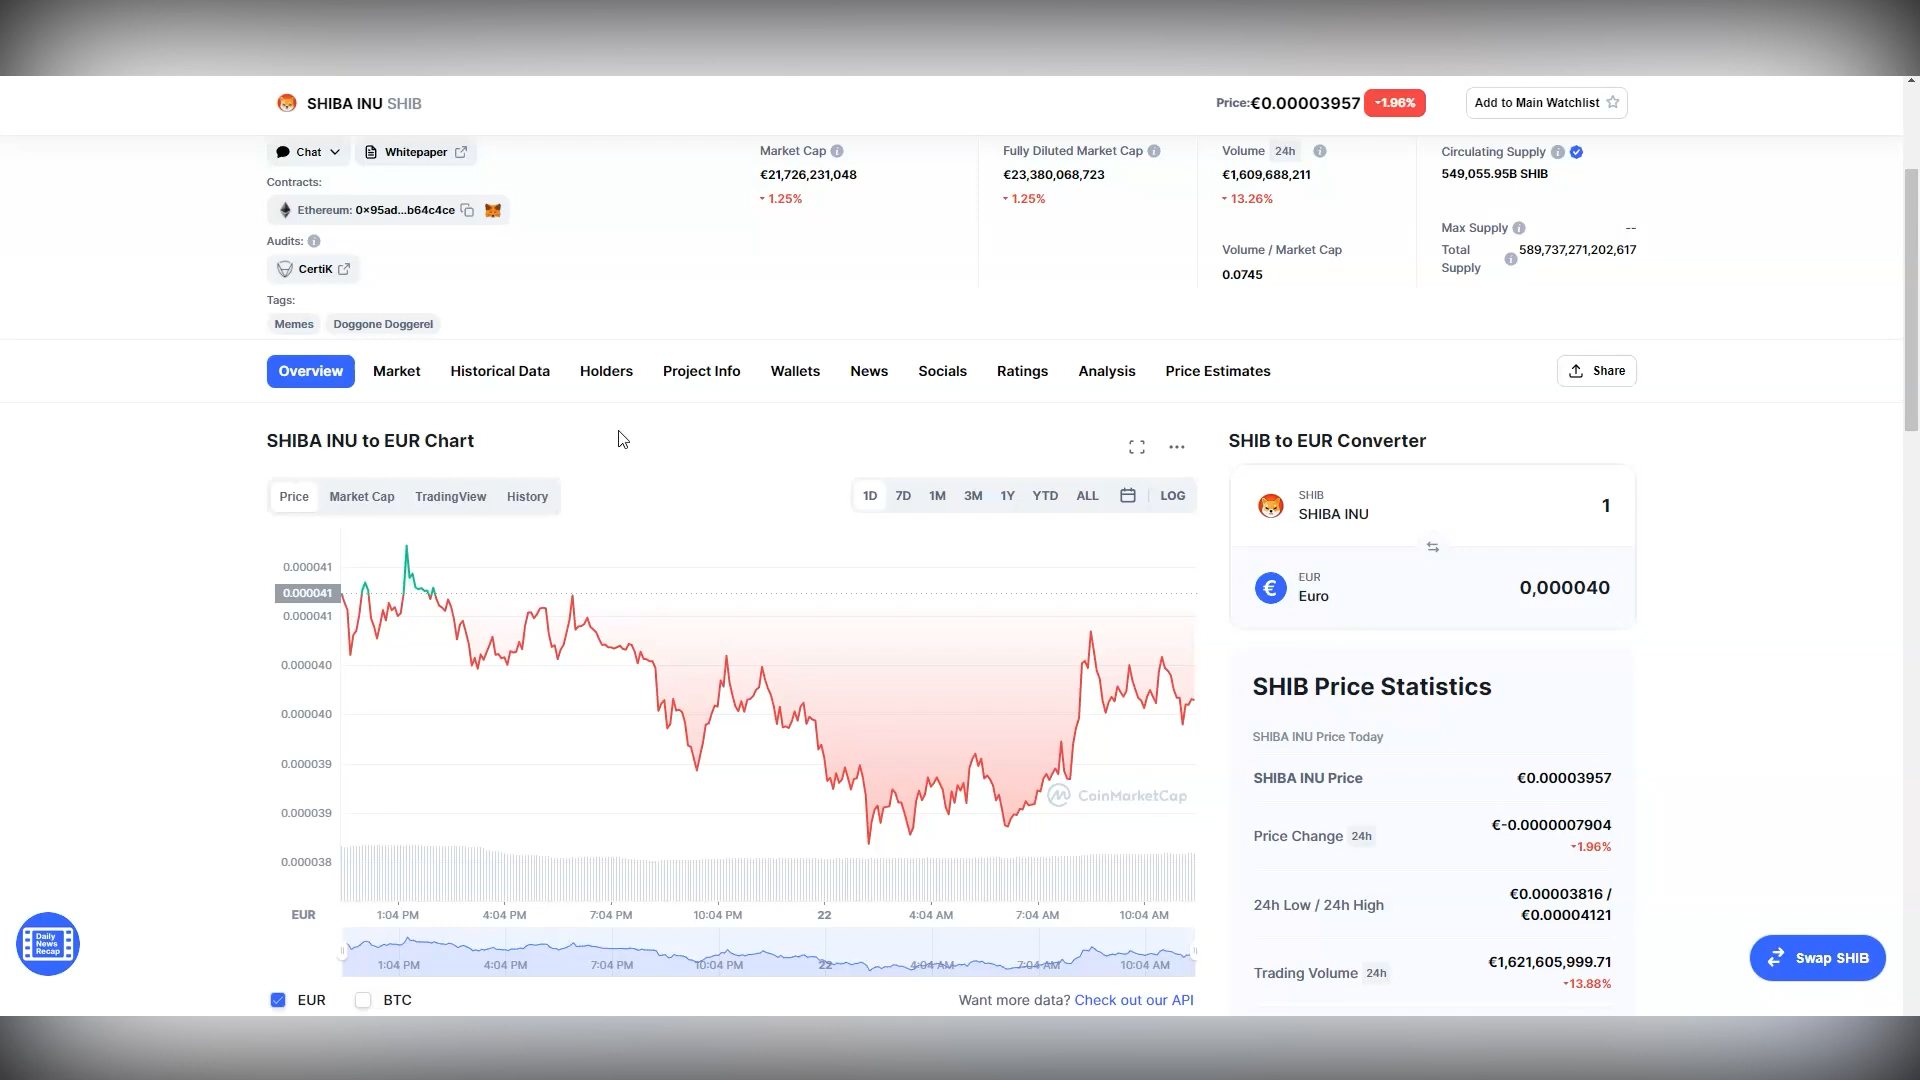 SHIBA INU SHIB
Price:€0.00003957 1.96%
Add to Main Watchlist
Chat
Whitepaper
Contracts:
Ethereum: 0x95ad...b64c4ce
Audits:
CertiK
Tags:
Memes
Doggone Doggerel
Market Cap
€21,726,231,048
1.25%
Fully Diluted Market Cap
€23,380,068,723
1.25%
Volume 24h
€1,609,688,211
13.26%
Volume / Market Cap
0.0745
Circulating Supply
549,055.95B SHIB
Max Supply --
Total Supply 589,737,271,202,617
Overview Market Historical Data Holders Project Info Wallets News Socials Ratings Analysis Price Estimates
Share
SHIBA INU to EUR Chart
Price Market Cap TradingView History
1D 7D 1M 3M 1Y YTD ALL LOG
0.000041
0.000041
0.000041
0.000040
0.000040
0.000039
0.000039
0.000038
CoinMarketCap
EUR 1:04 PM 4:04 PM 7:04 PM 10:04 PM 22 4:04 AM 7:04 AM 10:04 AM
1:04 PM 4:04 PM 7:04 PM 10:04 PM 22 4:04 AM 7:04 AM 10:04 AM
EUR BTC
Want more data? Check out our API
SHIB to EUR Converter
SHIB
SHIBA INU
1
EUR
Euro
0,000040
SHIB Price Statistics
SHIBA INU Price Today
SHIBA INU Price €0.00003957
Price Change 24h
€-0.0000007904
1.96%
24h Low / 24h High
€0.00003816 /
€0.00004121
Trading Volume 24h
€1,621,605,999.71
13.88%
Swap SHIB
Daily
News
Recap